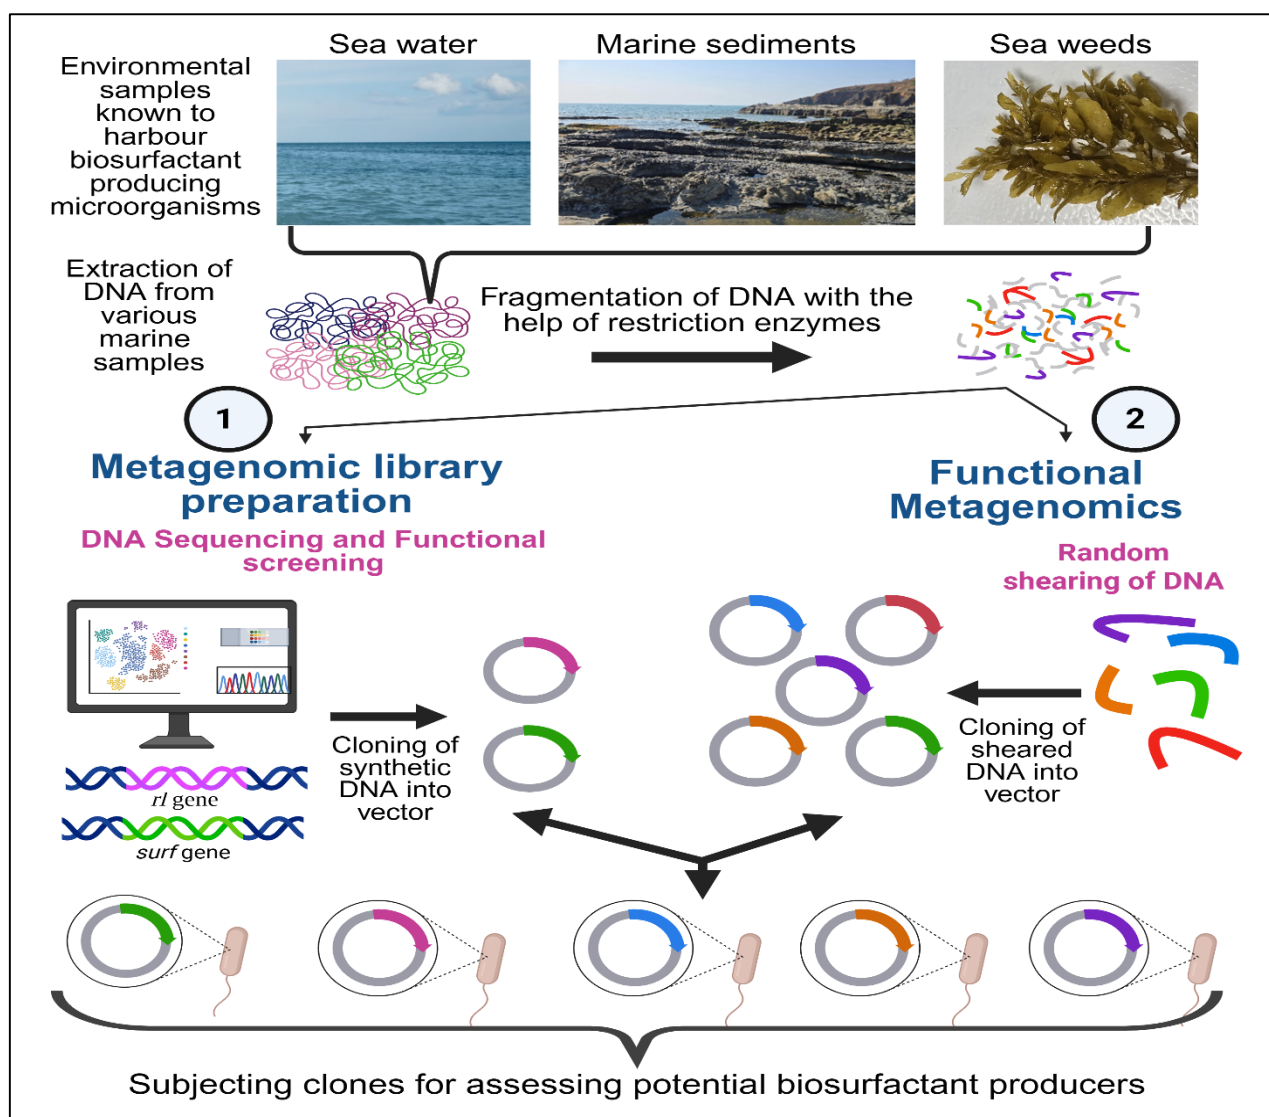 Sea water
Marine sediments
Sea weeds
Environmental
samples
known to
harbour
biosurfactant
producing
microorganisms
Extraction of
DNA from
various
marine
samples
Fragmentation of DNA with the
help of restriction enzymes
1
2
Metagenomic library
preparation
DNA Sequencing and Functional
screening
Functional
Metagenomics
Random
shearing of DNA
Cloning of
synthetic
DNA into
vector
Cloning of
sheared
DNA into
vector
rl gene
surf gene
Subjecting clones for assessing potential biosurfactant producers